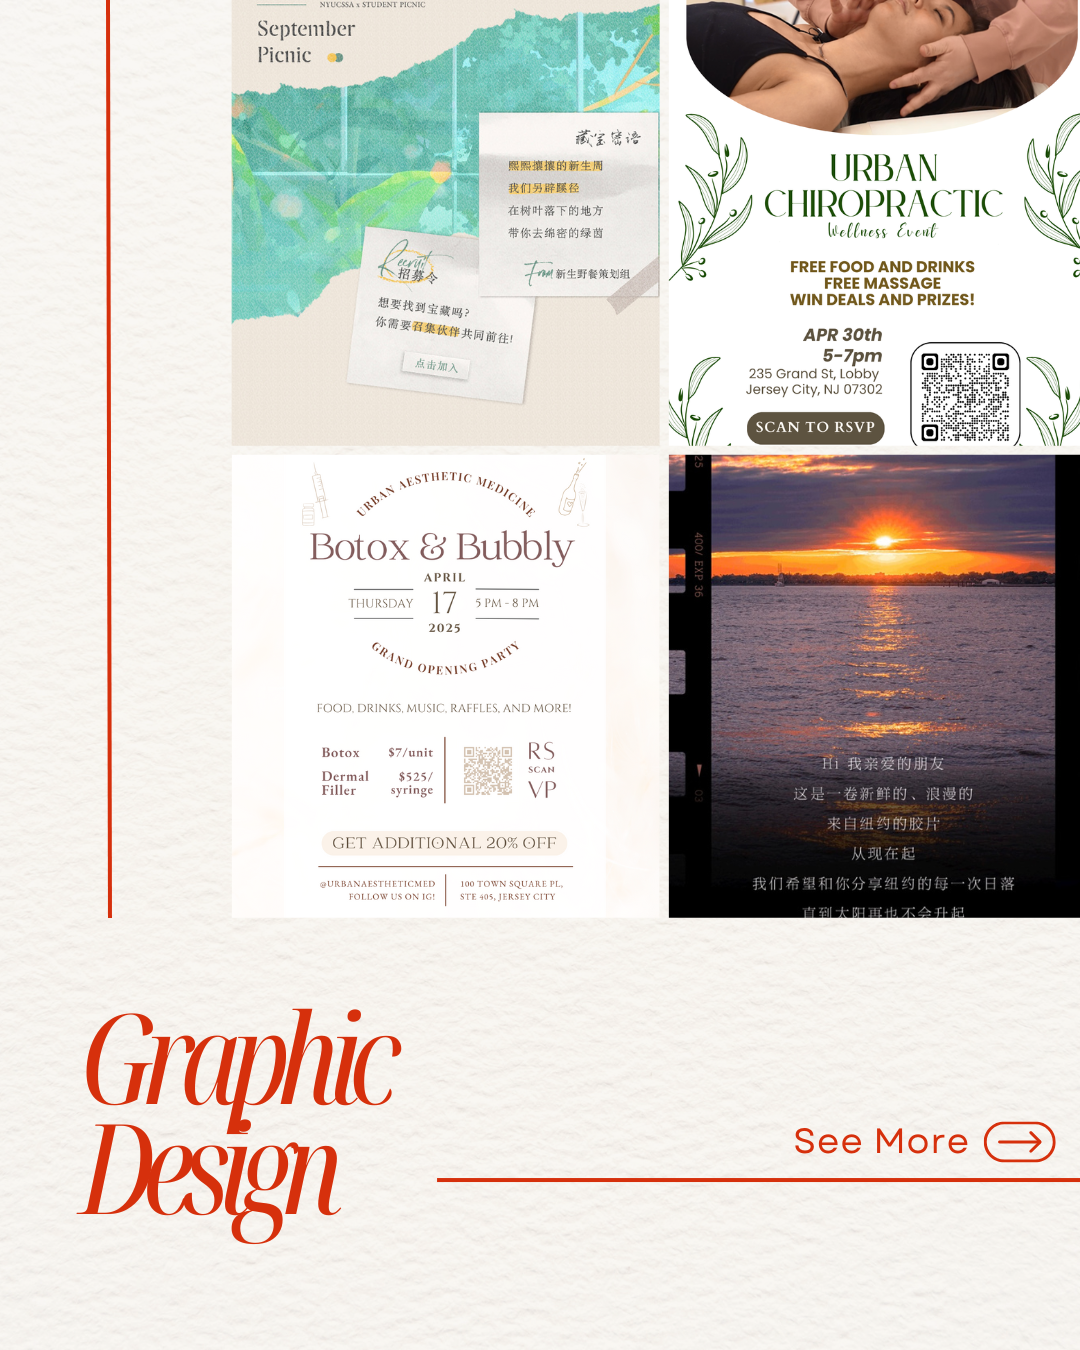 NYUCSSA x STUDENT PICNIC
September
Picnic
藏宝密语
熙熙攘攘的新生周
我们另辟蹊径
在树叶落下的地方
带你去绵密的绿茵
From 新生野餐策划组
Recruit
招募令
想要找到宝藏吗?
你需要召集伙伴共同前往!
点击加入
URBAN
CHIROPRACTIC
Wellness Event
FREE FOOD AND DRINKS
FREE MASSAGE
WIN DEALS AND PRIZES!
APR 30th
5-7pm
235 Grand St, Lobby
Jersey City, NJ 07302
SCAN TO RSVP
URBAN AESTHETIC MEDICINE
Botox & Bubbly
APRIL
THURSDAY 17 5 PM - 8 PM
2025
GRAND OPENING PARTY
FOOD, DRINKS, MUSIC, RAFFLES, AND MORE!
Botox $7/unit
Dermal Filler $525/ syringe
RS
SCAN
VP
GET ADDITIONAL 20% OFF
@URBANAESTHETICMED
FOLLOW US ON IG!
100 TOWN SQUARE PL,
STE 405, JERSEY CITY
25
400/ EXP 36
03
Hi 我亲爱的朋友
这是一卷新鲜的、浪漫的
来自纽约的胶片
从现在起
我们希望和你分享纽约的每一次日落
直到太阳再也不会升起
Graphic
Design
See More